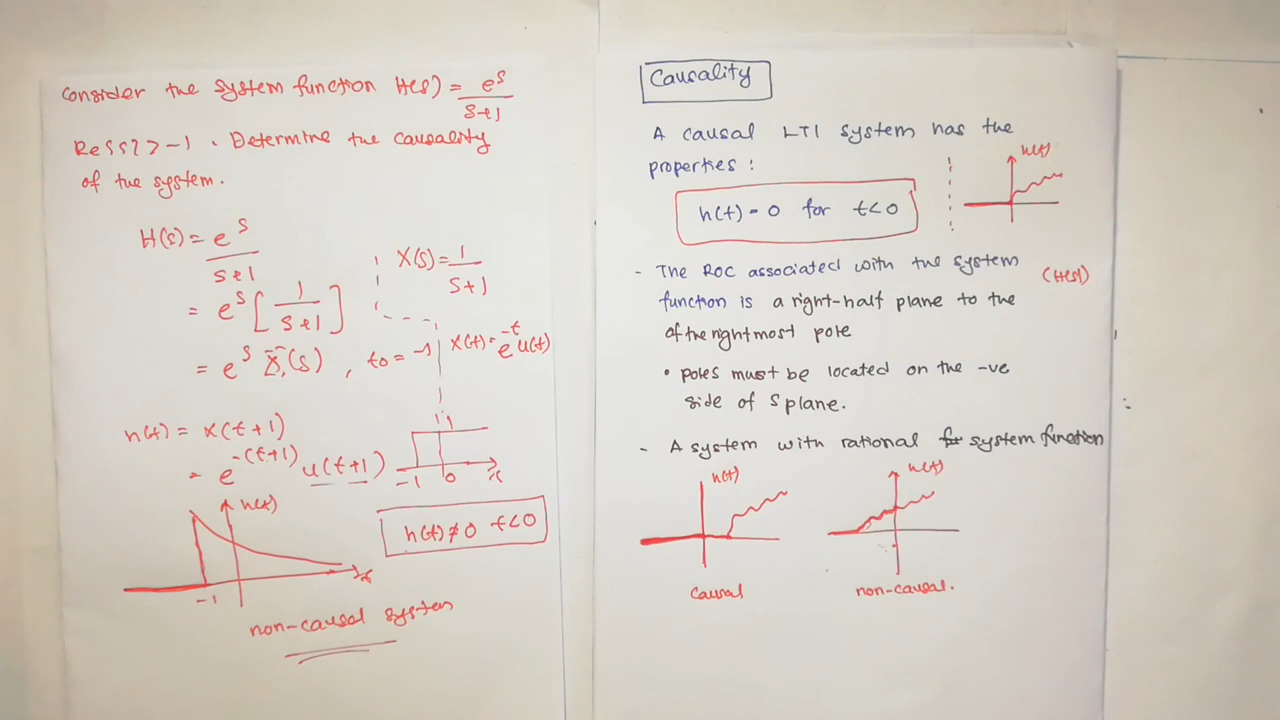 Consider the system function H(s) = e^s / s+1
Re{s} > -1 . Determine the causality
of the system.
H(s) = e^s / s+1
= e^s [ 1 / s+1 ]
= e^s X(s) , t0 = -1
X(s) = 1 / s+1
x(t) = e^-t u(t)
h(t) = x(t+1)
= e^-(t+1) u(t+1)
1
-1 0
h(t)
-1
h(t) ≠ 0 t<0
non-causal system
Causality
A causal LTI system has the
properties :
h(t)
h(t) = 0 for t<0
- The ROC associated with the system
function is a right-half plane to the
(H(s))
of the rightmost pole
• poles must be located on the -ve
side of s plane.
- A system with rational system function
h(t)
h(t)
causal
non-causal.